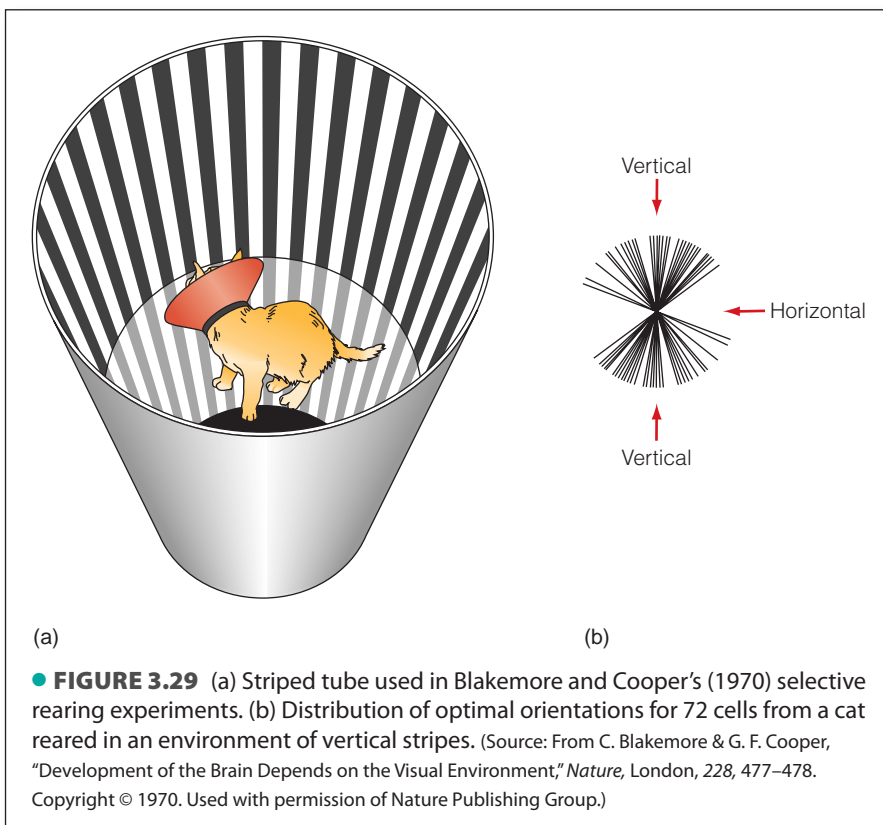 Vertical
Horizontal
Vertical
(a)
(b)
● FIGURE 3.29 (a) Striped tube used in Blakemore and Cooper's (1970) selective
rearing experiments. (b) Distribution of optimal orientations for 72 cells from a cat
reared in an environment of vertical stripes. (Source: From C. Blakemore & G. F. Cooper,
“Development of the Brain Depends on the Visual Environment,” Nature, London, 228, 477–478.
Copyright © 1970. Used with permission of Nature Publishing Group.)